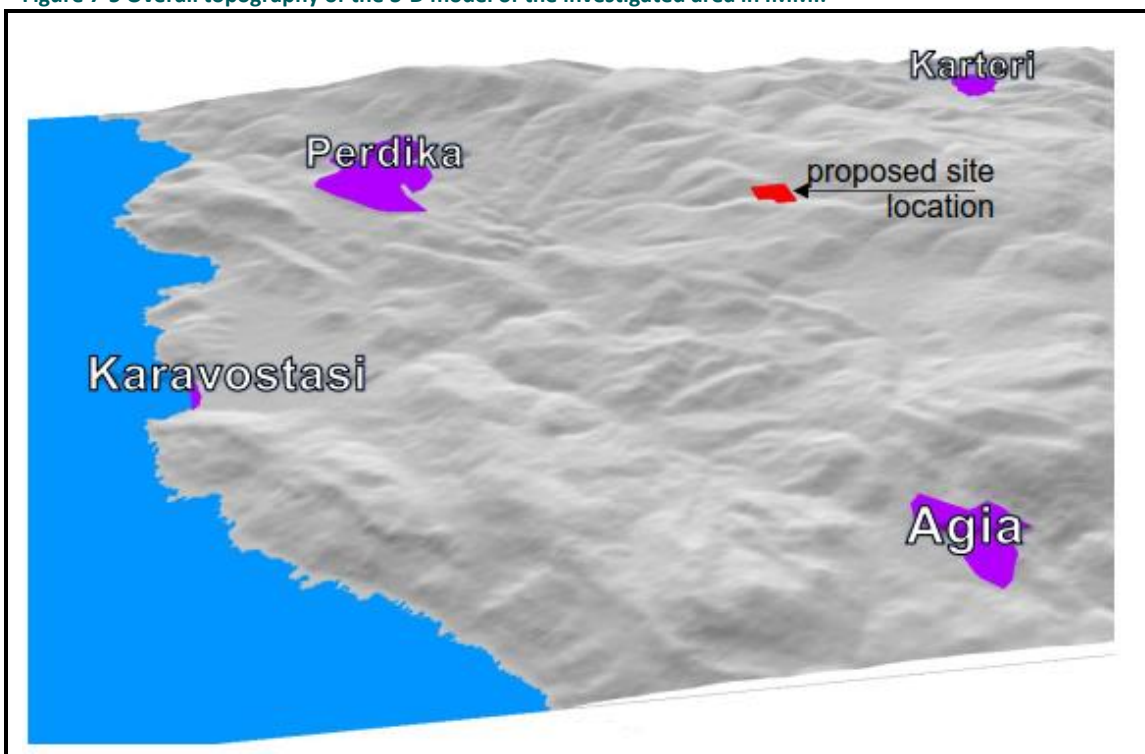 Karteri
Perdika
proposed site
location
Karavostasi
Agia